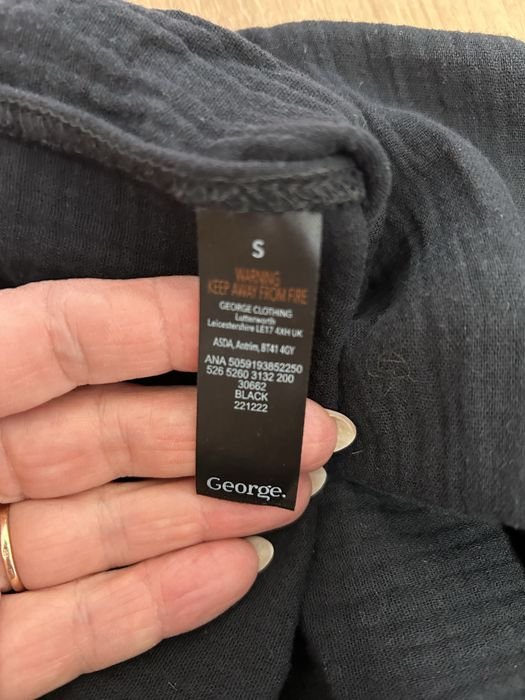 S
WARNING
KEEP AWAY FROM FIRE
GEORGE CLOTHING
Lutterworth
Leicestershire LE17 4XH UK
ASDA, Antrim, BT41 4GY
ANA 5059193852250
526 5260 3132 200
30662
BLACK
221222
George.